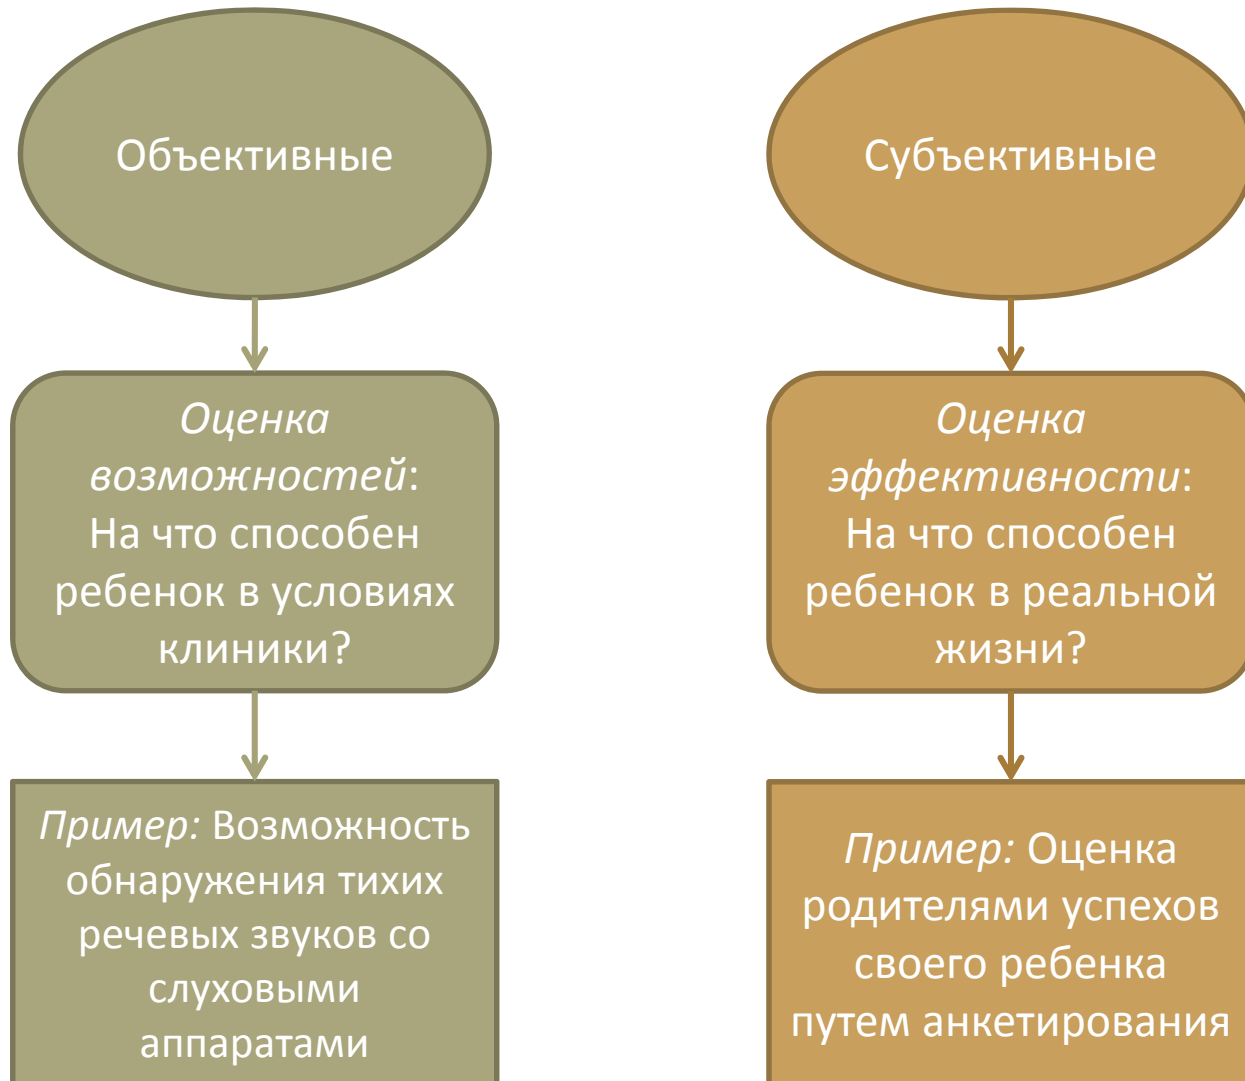 Объективные
Оценка
возможностей:
На что способен
ребенок в условиях
клиники?
Пример: Возможность
обнаружения тихих
речевых звуков со
слуховыми
аппаратами
Субъективные
Оценка
эффективности:
На что способен
ребенок в реальной
жизни?
Пример: Оценка
родителями успехов
своего ребенка
путем анкетирования